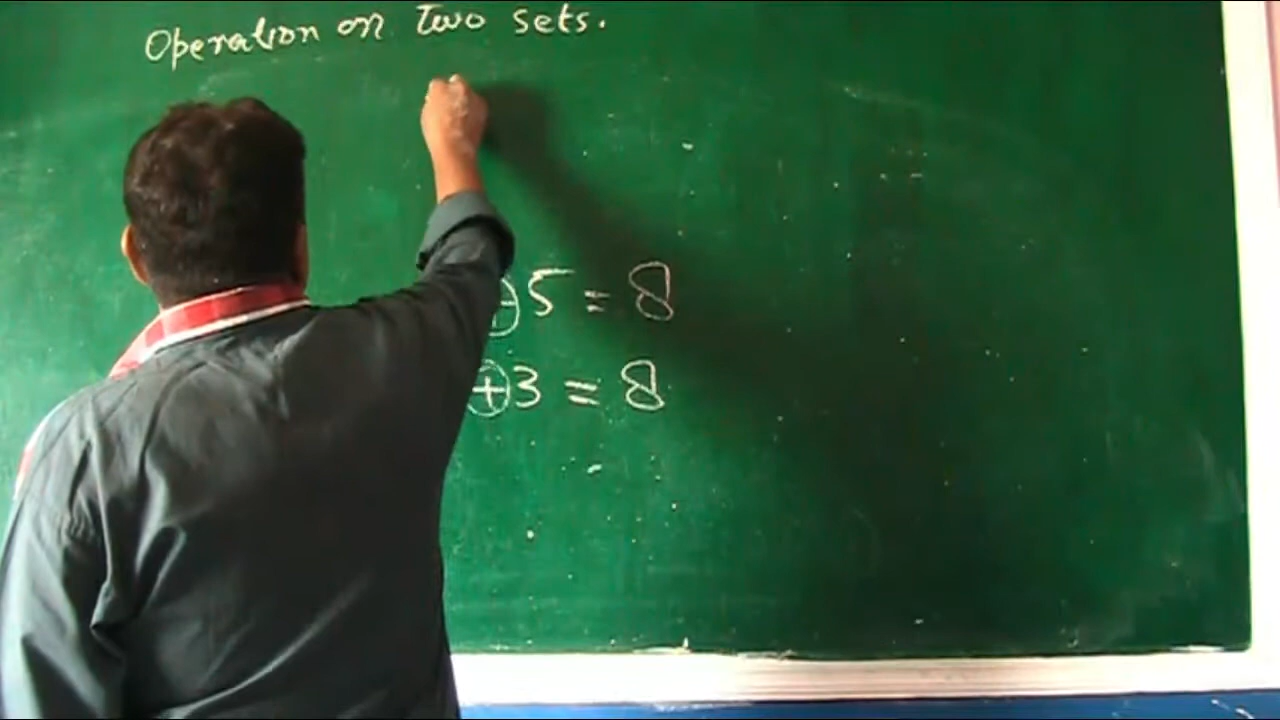 Operation on Two sets.
+ 5 = 8
+ 3 = 8